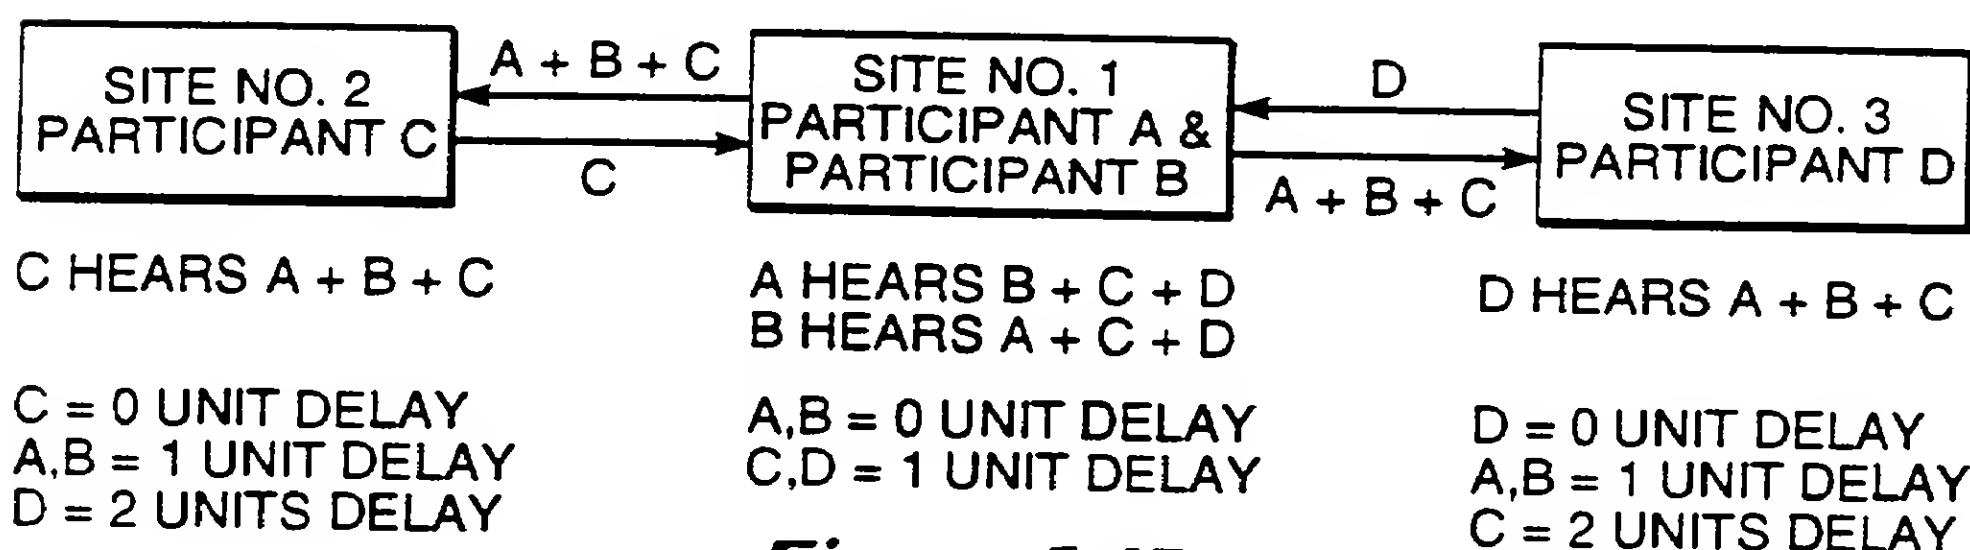 SITE NO. 2
PARTICIPANT C
A + B + C
C
SITE NO. 1
PARTICIPANT A &
PARTICIPANT B
D
A + B + C
SITE NO. 3
PARTICIPANT D
C HEARS A + B + C
A HEARS B + C + D
B HEARS A + C + D
D HEARS A + B + C
C = 0 UNIT DELAY
A,B = 1 UNIT DELAY
D = 2 UNITS DELAY
A,B = 0 UNIT DELAY
C,D = 1 UNIT DELAY
D = 0 UNIT DELAY
A,B = 1 UNIT DELAY
C = 2 UNITS DELAY